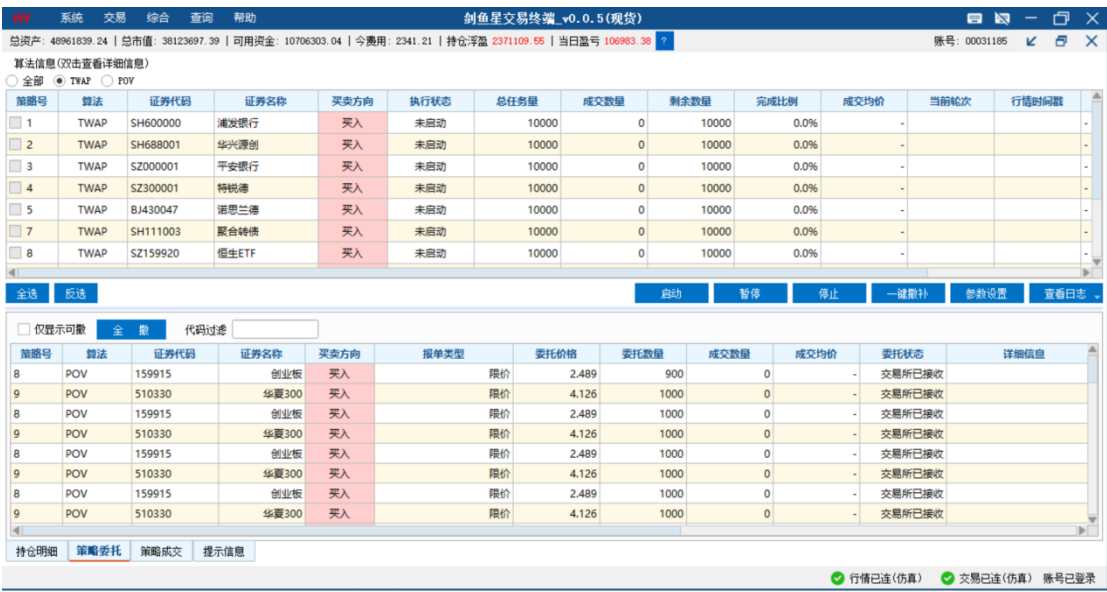 系统 交易 综合 查询 帮助 剑鱼星交易终端_v0.0.5(现货)
总资产: 48961839.24 | 总市值: 38123697.39 | 可用资金: 10706303.04 | 今费用: 2341.21 | 持仓浮盈 2371109.55 | 当日盈亏 106983.38 ? 账号: 00031185
算法信息(双击查看详细信息)
全部 TWAP POV
策略号 算法 证券代码 证券名称 买卖方向 执行状态 总任务量 成交数量 剩余数量 完成比例 成交均价 当前轮次 行情时间戳
1 TWAP SH600000 浦发银行 买入 未启动 10000 0 10000 0.0% - -
2 TWAP SH688001 华兴源创 买入 未启动 10000 0 10000 0.0% - -
3 TWAP SZ000001 平安银行 买入 未启动 10000 0 10000 0.0% - -
4 TWAP SZ300001 特锐德 买入 未启动 10000 0 10000 0.0% - -
5 TWAP BJ430047 诺思兰德 买入 未启动 10000 0 10000 0.0% - -
7 TWAP SH111003 聚合转债 买入 未启动 10000 0 10000 0.0% - -
8 TWAP SZ159920 恒生ETF 买入 未启动 10000 0 10000 0.0% - -
全选 反选 启动 暂停 停止 一键撤补 参数设置 查看日志
仅显示可撤 全 撤 代码过滤
策略号 算法 证券代码 证券名称 买卖方向 报单类型 委托价格 委托数量 成交数量 成交均价 委托状态 详细信息
8 POV 159915 创业板 买入 限价 2.489 900 0 - 交易所已接收
9 POV 510330 华夏300 买入 限价 4.126 1000 0 - 交易所已接收
8 POV 159915 创业板 买入 限价 2.489 1000 0 - 交易所已接收
9 POV 510330 华夏300 买入 限价 4.126 1000 0 - 交易所已接收
8 POV 159915 创业板 买入 限价 2.489 1000 0 - 交易所已接收
9 POV 510330 华夏300 买入 限价 4.126 1000 0 - 交易所已接收
8 POV 159915 创业板 买入 限价 2.489 1000 0 - 交易所已接收
9 POV 510330 华夏300 买入 限价 4.126 1000 0 - 交易所已接收
持仓明细 策略委托 策略成交 提示信息
行情已连(仿真) 交易已连(仿真) 账号已登录